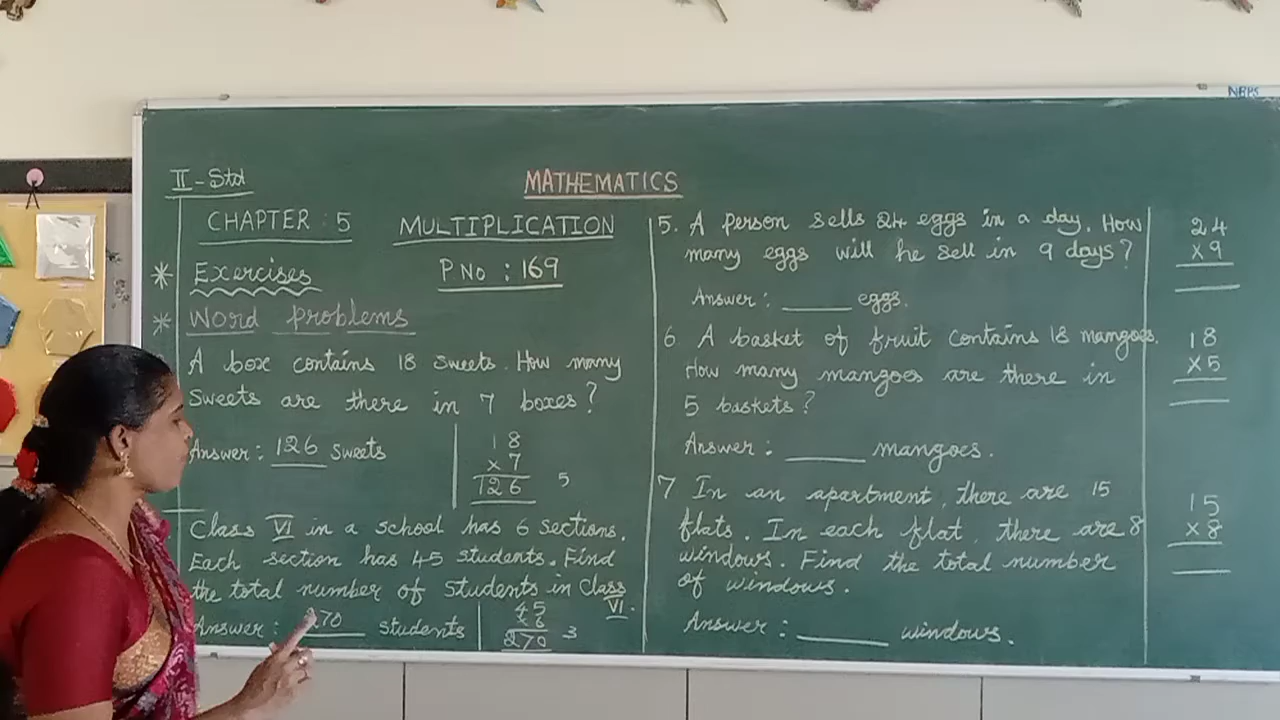 NBPS
II - Std
MATHEMATICS
CHAPTER : 5 MULTIPLICATION
* Exercises P No : 169
* Word problems
A box contains 18 sweets. How many
sweets are there in 7 boxes?
Answer: 126 sweets
18
x 7
126 5
Class VI in a school has 6 sections.
Each section has 45 students. Find
the total number of students in Class
VI.
Answer : 270 students
45
x 6
270 3
5. A person sells 24 eggs in a day. How
many eggs will he sell in 9 days?
Answer : ______ eggs.
24
x 9
6 A basket of fruit contains 18 mangoes.
How many mangoes are there in
5 baskets?
Answer : ______ mangoes.
18
x 5
7 In an apartment, there are 15
flats. In each flat, there are 8
windows. Find the total number
of windows.
Answer : ______ windows.
15
x 8